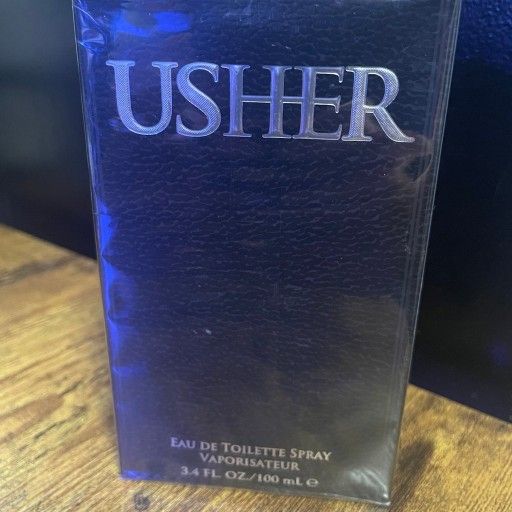 USHER
EAU DE TOILETTE SPRAY
VAPORISATEUR
3.4 FL. OZ./100 mL ℮